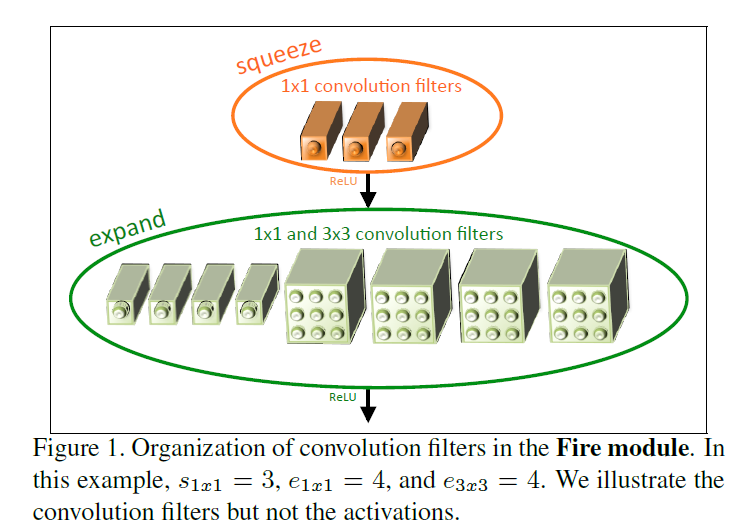 squeeze
1x1 convolution filters
ReLU
expand
1x1 and 3x3 convolution filters
ReLU
Figure 1. Organization of convolution filters in the Fire module. In
this example, s1x1 = 3, e1x1 = 4, and e3x3 = 4. We illustrate the
convolution filters but not the activations.